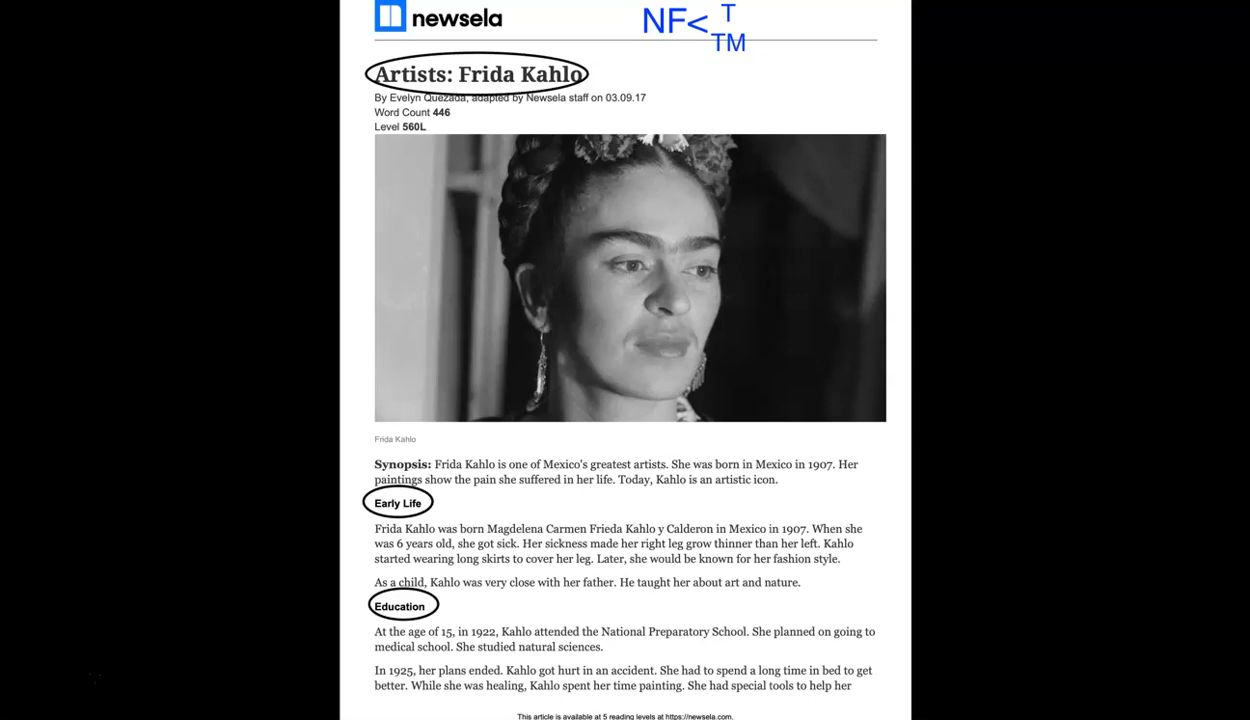 newsela
NF< T
TM
Artists: Frida Kahlo
By Evelyn Quezada, adapted by Newsela staff on 03.09.17
Word Count 446
Level 560L
Frida Kahlo
Synopsis: Frida Kahlo is one of Mexico's greatest artists. She was born in Mexico in 1907. Her
paintings show the pain she suffered in her life. Today, Kahlo is an artistic icon.
Early Life
Frida Kahlo was born Magdelena Carmen Frieda Kahlo y Calderon in Mexico in 1907. When she
was 6 years old, she got sick. Her sickness made her right leg grow thinner than her left. Kahlo
started wearing long skirts to cover her leg. Later, she would be known for her fashion style.
As a child, Kahlo was very close with her father. He taught her about art and nature.
Education
At the age of 15, in 1922, Kahlo attended the National Preparatory School. She planned on going to
medical school. She studied natural sciences.
In 1925, her plans ended. Kahlo got hurt in an accident. She had to spend a long time in bed to get
better. While she was healing, Kahlo spent her time painting. She had special tools to help her
This article is available at 5 reading levels at https://newsela.com.